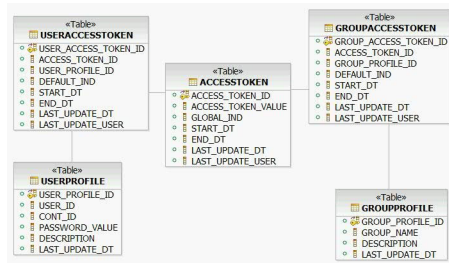 «Table»
USERACCESSTOKEN
USER_ACCESS_TOKEN_ID
ACCESS_TOKEN_ID
USER_PROFILE_ID
DEFAULT_IND
START_DT
END_DT
LAST_UPDATE_DT
LAST_UPDATE_USER
«Table»
ACCESSTOKEN
ACCESS_TOKEN_ID
ACCESS_TOKEN_VALUE
GLOBAL_IND
START_DT
END_DT
LAST_UPDATE_DT
LAST_UPDATE_USER
«Table»
GROUPACCESSTOKEN
GROUP_ACCESS_TOKEN_ID
ACCESS_TOKEN_ID
GROUP_PROFILE_ID
DEFAULT_IND
START_DT
END_DT
LAST_UPDATE_DT
LAST_UPDATE_USER
«Table»
USERPROFILE
USER_PROFILE_ID
USER_ID
CONT_ID
PASSWORD_VALUE
DESCRIPTION
LAST_UPDATE_DT
«Table»
GROUPPROFILE
GROUP_PROFILE_ID
GROUP_NAME
DESCRIPTION
LAST_UPDATE_DT